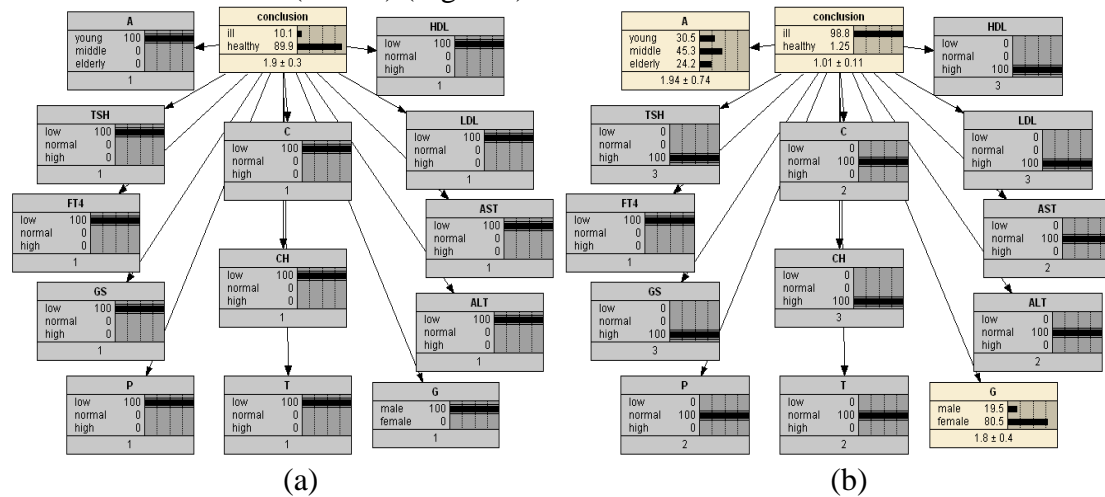 A
young 100
middle 0
elderly 0
1
conclusion
ill 10.1
healthy 89.9
1.9 ± 0.3
HDL
low 100
normal 0
high 0
1
TSH
low 100
normal 0
high 0
1
C
low 100
normal 0
high 0
1
LDL
low 100
normal 0
high 0
1
FT4
low 100
normal 0
high 0
1
AST
low 100
normal 0
high 0
1
CH
low 100
normal 0
high 0
1
GS
low 100
normal 0
high 0
1
ALT
low 100
normal 0
high 0
1
P
low 100
normal 0
high 0
1
T
low 100
normal 0
high 0
1
G
male 100
female 0
1
(a)
A
young 30.5
middle 45.3
elderly 24.2
1.94 ± 0.74
conclusion
ill 98.8
healthy 1.25
1.01 ± 0.11
HDL
low 0
normal 0
high 100
3
TSH
low 0
normal 0
high 100
3
C
low 0
normal 100
high 0
2
LDL
low 0
normal 0
high 100
3
FT4
low 100
normal 0
high 0
1
AST
low 0
normal 100
high 0
2
CH
low 0
normal 0
high 100
3
GS
low 0
normal 0
high 100
3
ALT
low 0
normal 100
high 0
2
P
low 0
normal 100
high 0
2
T
low 0
normal 100
high 0
2
G
male 19.5
female 80.5
1.8 ± 0.4
(b)